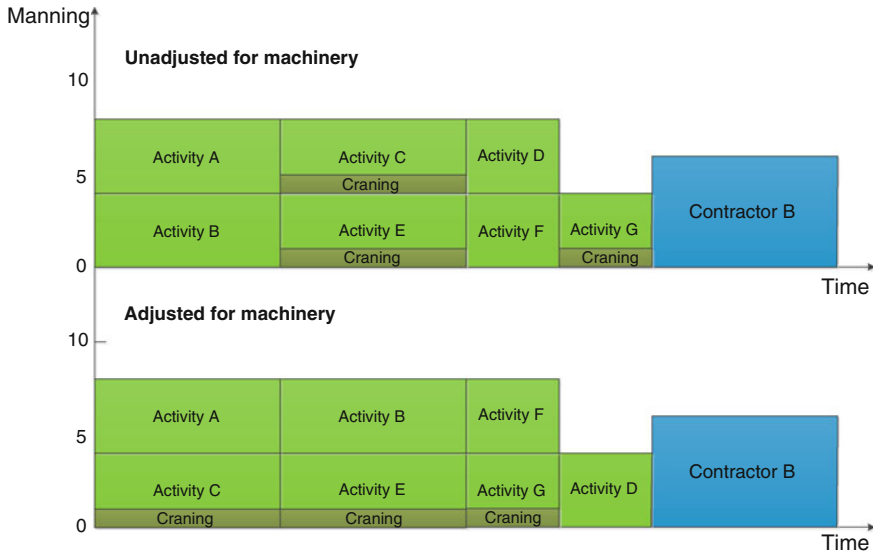 Manning
Unadjusted for machinery
10
Activity A
Activity C
Activity D
5
Craning
Contractor B
Activity B
Activity E
Activity F
Activity G
0
Craning
Craning
Time
Adjusted for machinery
10
Activity A
Activity B
Activity F
5
Contractor B
Activity C
Activity E
Activity G
Activity D
0
Craning
Craning
Craning
Time